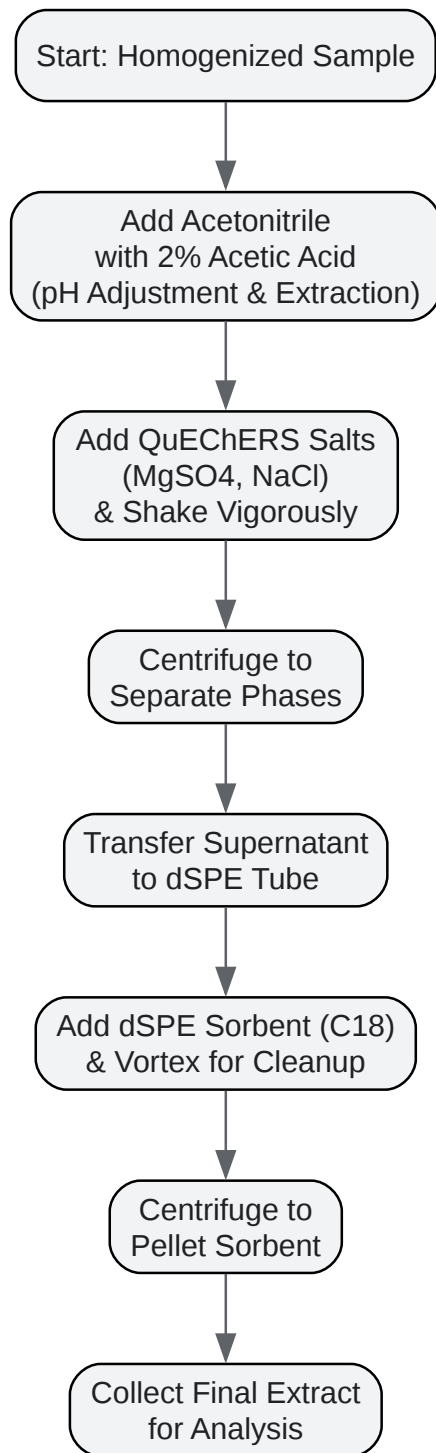 Start: Homogenized Sample
Add Acetonitrile
with 2% Acetic Acid
(pH Adjustment & Extraction)
Add QuEChERS Salts
(MgSO4, NaCl)
& Shake Vigorously
Centrifuge to
Separate Phases
Transfer Supernatant
to dSPE Tube
Add dSPE Sorbent (C18)
& Vortex for Cleanup
Centrifuge to
Pellet Sorbent
Collect Final Extract
for Analysis